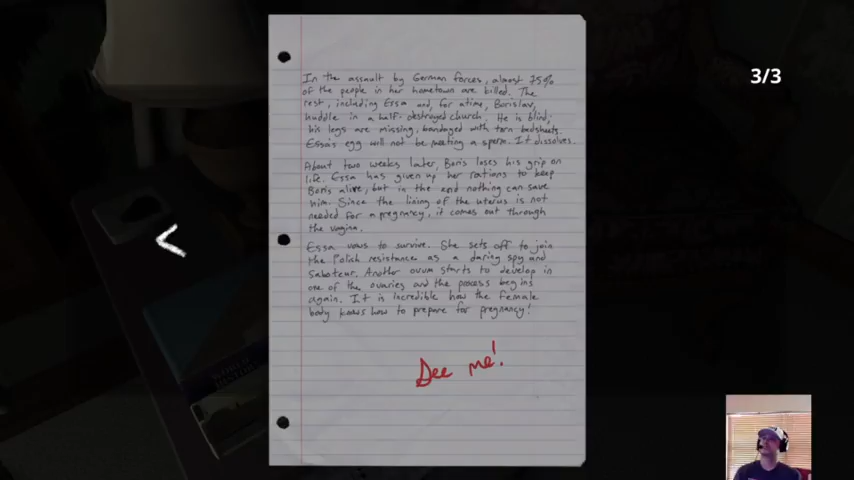 3/3
In the assault by German forces, almost 75%
of the people in her hometown are killed. The
rest, including Essa and, for a time, Borislav,
huddle in a half-destroyed church. He is blind;
his legs are missing, bandaged with torn bedsheets.
Essa's egg will not be meeting a sperm. It dissolves.
About two weeks later, Boris loses his grip on
life. Essa has given up her rations to keep
Boris alive, but in the end nothing can save
him. Since the lining of the uterus is not
needed for a pregnancy, it comes out through
the vagina.
Essa vows to survive. She sets off to join
the Polish resistance as a daring spy and
saboteur. Another ovum starts to develop in
one of the ovaries and the process begins
again. It is incredible how the female
body knows how to prepare for pregnancy!
See me!